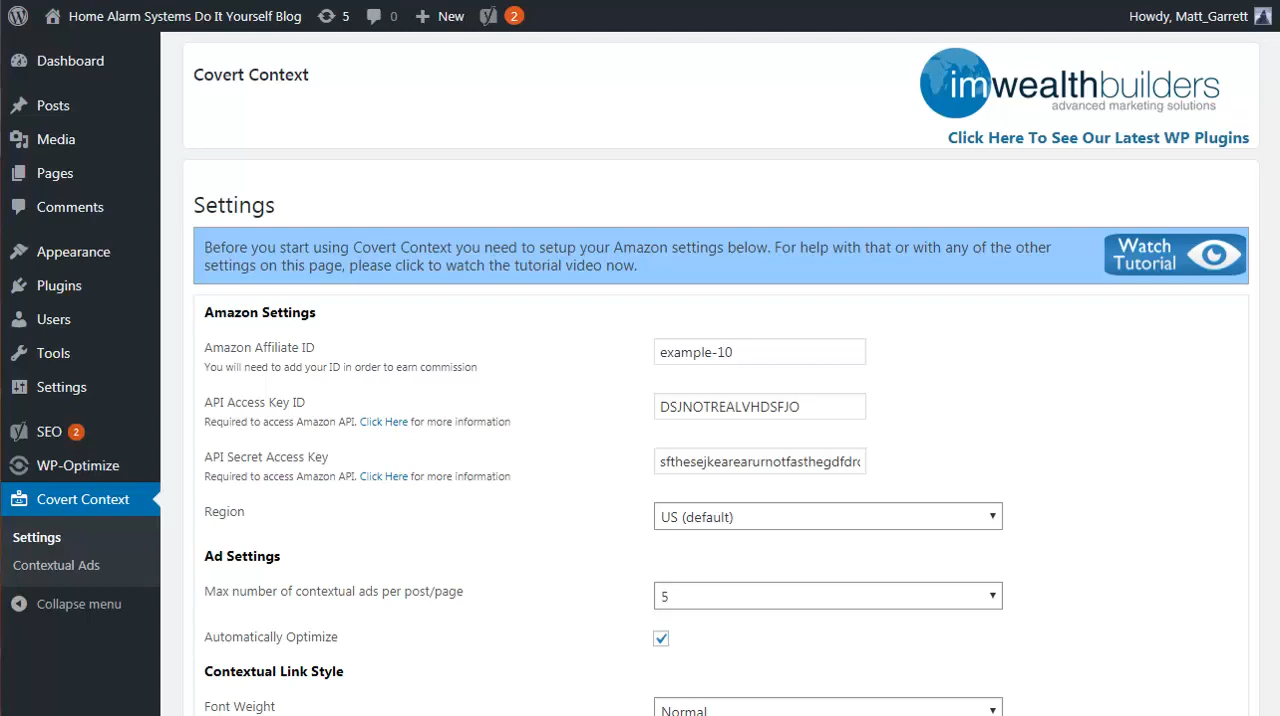 Home Alarm Systems Do It Yourself Blog 5 0 New 2 Howdy, Matt_Garrett
Dashboard
Posts
Media
Pages
Comments
Appearance
Plugins
Users
Tools
Settings
SEO 2
WP-Optimize
Covert Context
Settings
Contextual Ads
Collapse menu
Covert Context
imwealthbuilders
advanced marketing solutions
Click Here To See Our Latest WP Plugins
Settings
Before you start using Covert Context you need to setup your Amazon settings below. For help with that or with any of the other
settings on this page, please click to watch the tutorial video now.
Watch
Tutorial
Amazon Settings
Amazon Affiliate ID
example-10
You will need to add your ID in order to earn commission
API Access Key ID
DSJNOTREALVHDSFJO
Required to access Amazon API. Click Here for more information
API Secret Access Key
Required to access Amazon API. Click Here for more information
Region
US (default)
Ad Settings
Max number of contextual ads per post/page
5
Automatically Optimize
Contextual Link Style
Font Weight
Normal